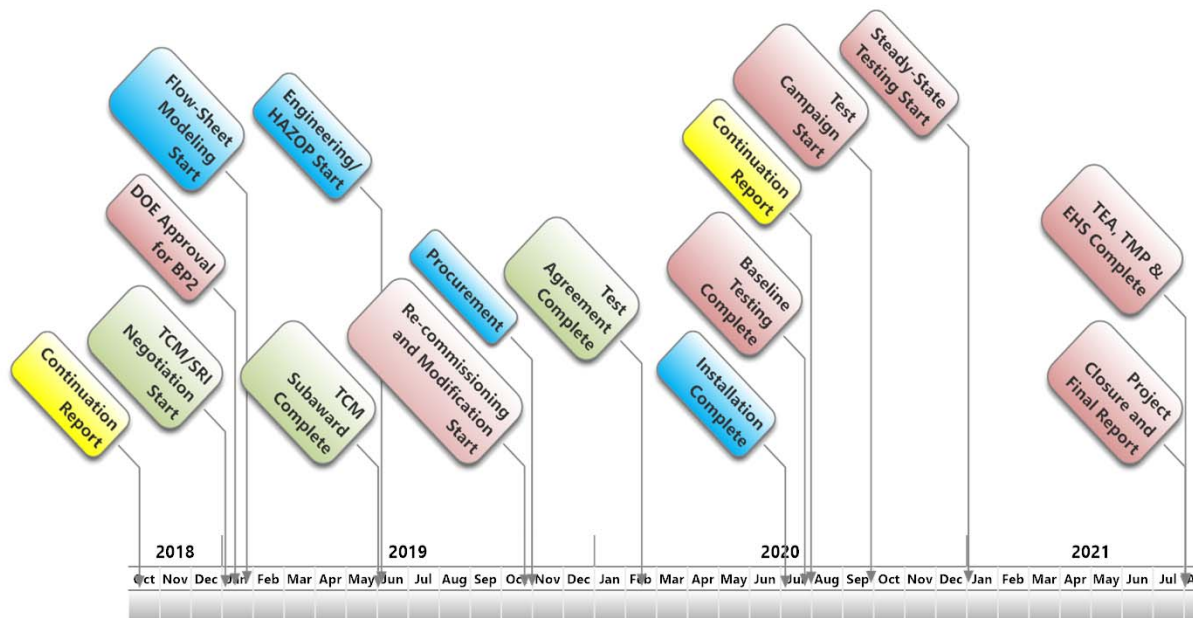 Flow-Sheet
Modeling
Start
Engineering/
HAZOP Start
Test
Campaign
Start
Steady-State
Testing Start
Continuation
Report
DOE Approval
for BP2
TEA, TMP &
EHS Complete
Procurement
Test
Agreement
Complete
Baseline
Testing
Complete
Continuation
Report
TCM/SRI
Negotiation
Start
TCM
Subaward
Complete
Re-commissioning
and Modification
Start
Installation
Complete
Project
Closure and
Final Report
2018 2019 2020 2021
Oct Nov Dec Jan Feb Mar Apr May Jun Jul Aug Sep Oct Nov Dec Jan Feb Mar Apr May Jun Jul Aug Sep Oct Nov Dec Jan Feb Mar Apr May Jun Jul A